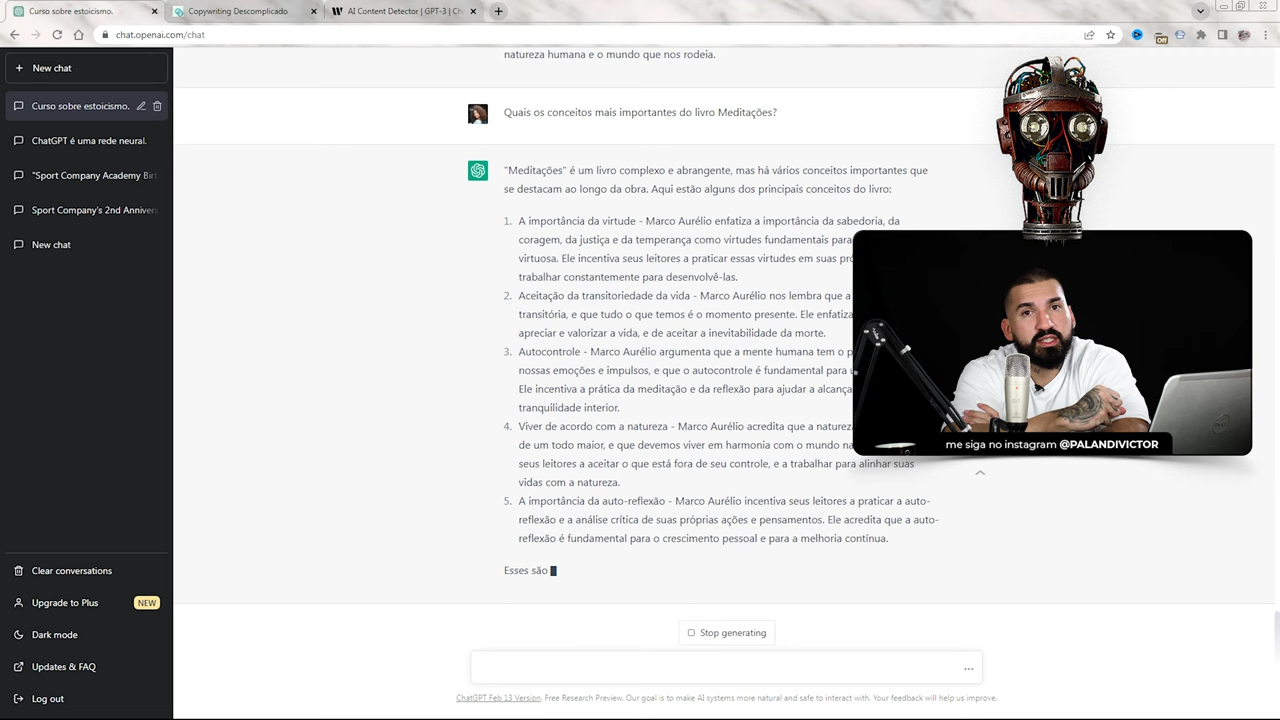 Curso sobre estoicismo.
Copywriting Descomplicado
AI Content Detector | GPT-3 | Ch
chat.openai.com/chat
Off
New chat
Curso sobre estoicismo.
ChatGPT é uma rede neural.
"Sport Company Academy Birt
Sport Company's 2nd Annivers
New chat
Clear conversations
Upgrade to Plus NEW
Dark mode
Updates & FAQ
Log out
natureza humana e o mundo que nos rodeia.
Quais os conceitos mais importantes do livro Meditações?
"Meditações" é um livro complexo e abrangente, mas há vários conceitos importantes que
se destacam ao longo da obra. Aqui estão alguns dos principais conceitos do livro:
1. A importância da virtude - Marco Aurélio enfatiza a importância da sabedoria, da
coragem, da justiça e da temperança como virtudes fundamentais para
virtuosa. Ele incentiva seus leitores a praticar essas virtudes em suas
trabalhar constantemente para desenvolvê-las.
2. Aceitação da transitoriedade da vida - Marco Aurélio nos lembra que a
transitória, e que tudo o que temos é o momento presente. Ele enfatiza
apreciar e valorizar a vida, e de aceitar a inevitabilidade da morte.
3. Autocontrole - Marco Aurélio argumenta que a mente humana tem o
nossas emoções e impulsos, e que o autocontrole é fundamental para
Ele incentiva a prática da meditação e da reflexão para ajudar a alcança
tranquilidade interior.
4. Viver de acordo com a natureza - Marco Aurélio acredita que a natureza
de um todo maior, e que devemos viver em harmonia com o mundo na
seus leitores a aceitar o que está fora de seu controle, e a trabalhar para alinhar suas
vidas com a natureza.
5. A importância da auto-reflexão - Marco Aurélio incentiva seus leitores a praticar a auto-
reflexão e a análise crítica de suas próprias ações e pensamentos. Ele acredita que a auto-
reflexão é fundamental para o crescimento pessoal e para a melhoria contínua.
Esses são
me siga no instagram @PALANDIVICTOR
Stop generating
ChatGPT Feb 13 Version. Free Research Preview. Our goal is to make AI systems more natural and safe to interact with. Your feedback will help us improve.